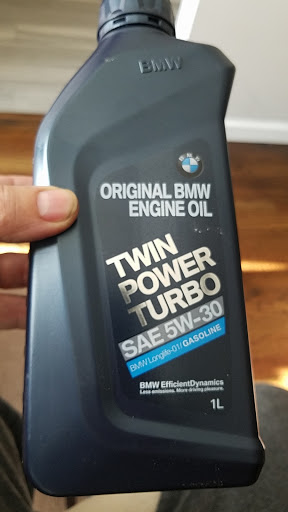 BMW
BMW
ORIGINAL BMW
ENGINE OIL
TWIN
POWER
TURBO
SAE 5W-30
BMW Longlife-01/GASOLINE
BMW EfficientDynamics
Less emissions. More driving pleasure.
1L